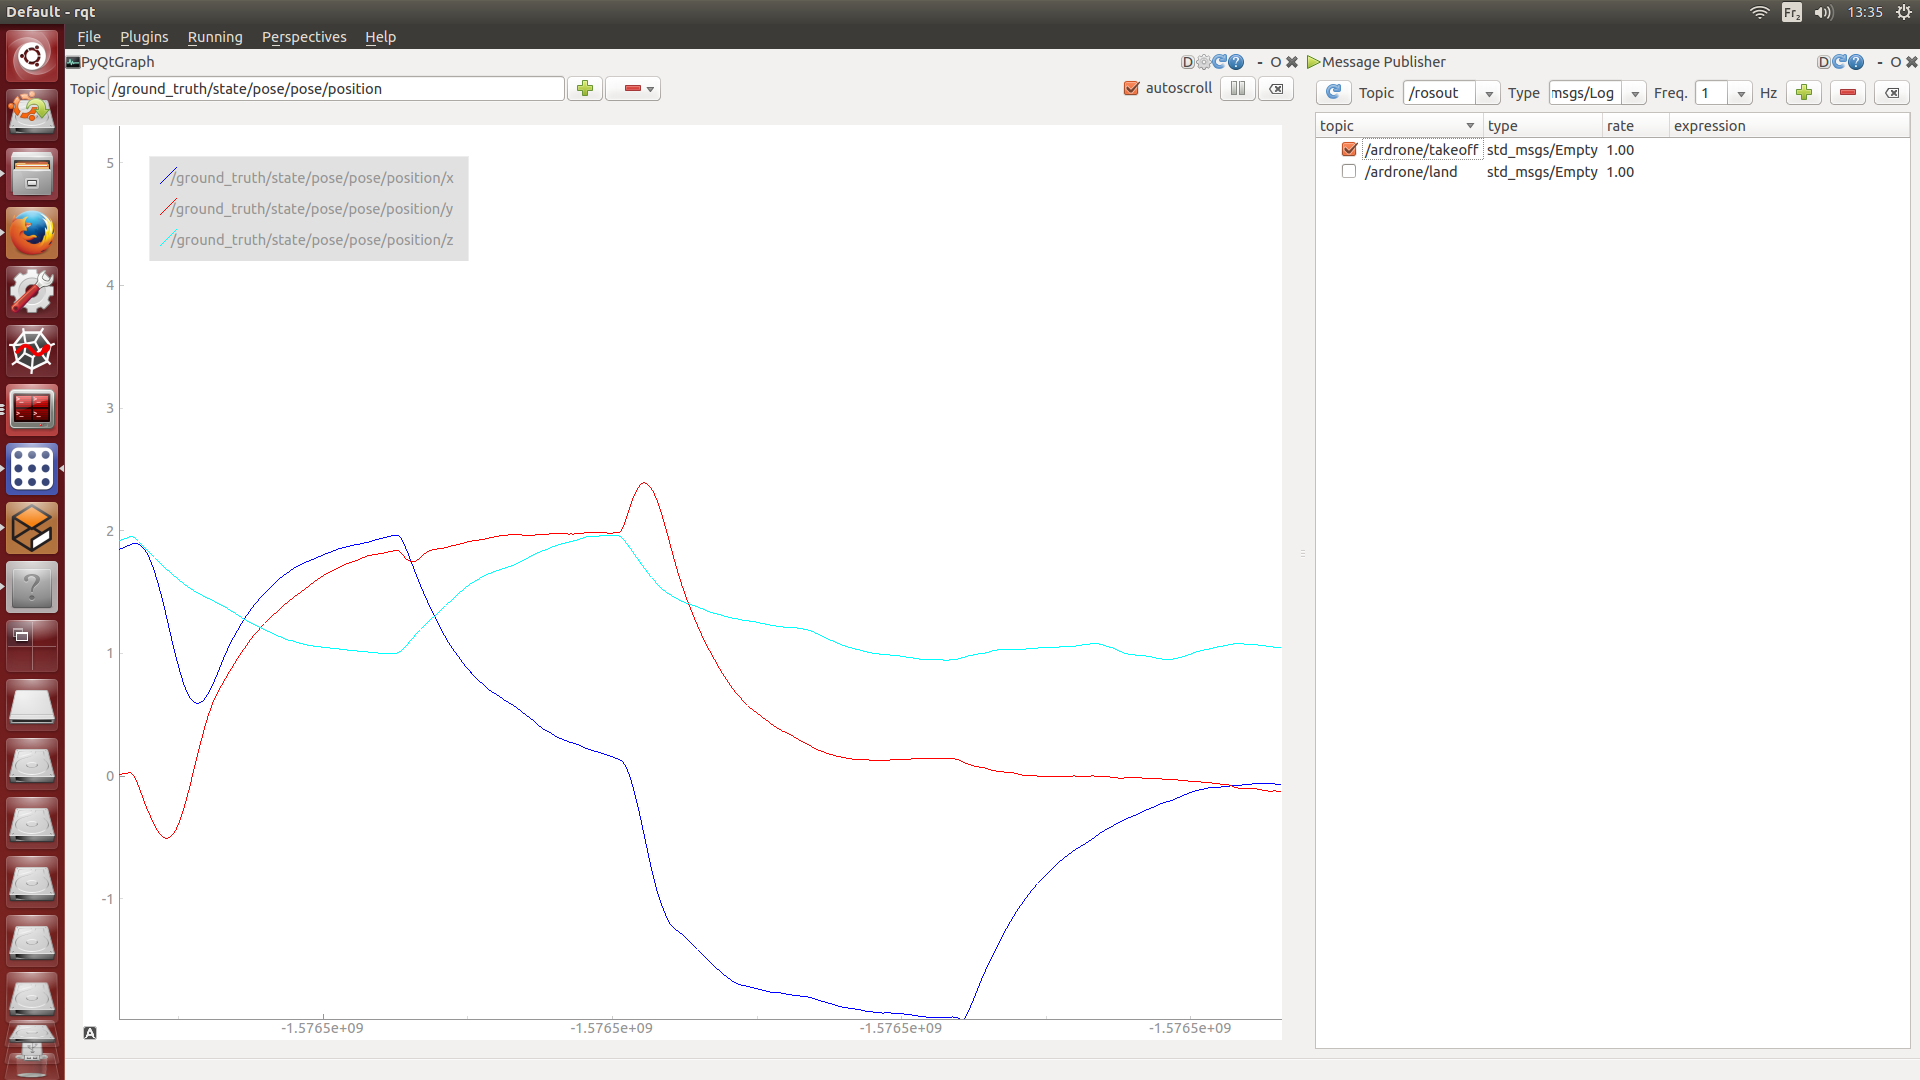 Default - rqt
Fr2
13:35
File Plugins Running Perspectives Help
PyQtGraph
D
- O
Message Publisher
D
- O
Topic /ground_truth/state/pose/pose/position
autoscroll
Topic /rosout Type msgs/Log Freq. 1 Hz
topic type rate expression
/ardrone/takeoff std_msgs/Empty 1.00
/ardrone/land std_msgs/Empty 1.00
/ground_truth/state/pose/pose/position/x
/ground_truth/state/pose/pose/position/y
/ground_truth/state/pose/pose/position/z
5
4
3
2
1
0
-1
-1.5765e+09 -1.5765e+09 -1.5765e+09 -1.5765e+09
A